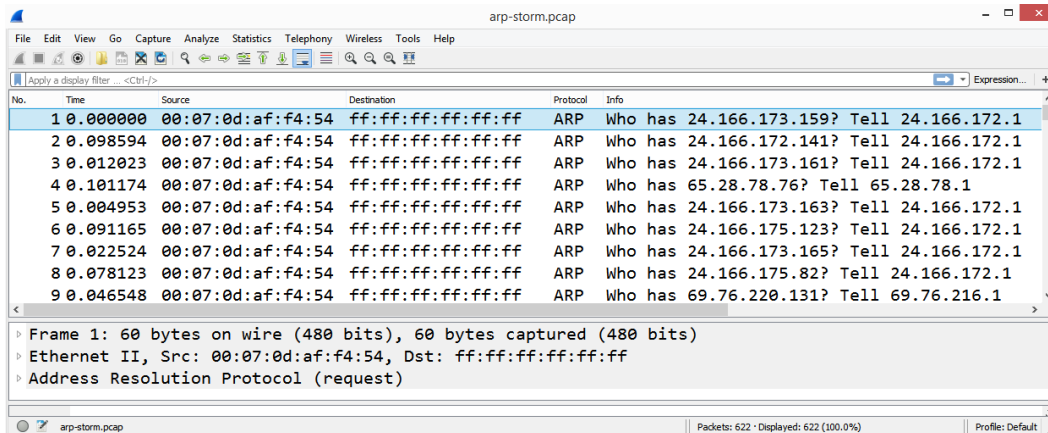 arp-storm.pcap
File Edit View Go Capture Analyze Statistics Telephony Wireless Tools Help
Apply a display filter ... <Ctrl-/> Expression... +
No. Time Source Destination Protocol Info
1 0.000000 00:07:0d:af:f4:54 ff:ff:ff:ff:ff:ff ARP Who has 24.166.173.159? Tell 24.166.172.1
2 0.098594 00:07:0d:af:f4:54 ff:ff:ff:ff:ff:ff ARP Who has 24.166.172.141? Tell 24.166.172.1
3 0.012023 00:07:0d:af:f4:54 ff:ff:ff:ff:ff:ff ARP Who has 24.166.173.161? Tell 24.166.172.1
4 0.101174 00:07:0d:af:f4:54 ff:ff:ff:ff:ff:ff ARP Who has 65.28.78.76? Tell 65.28.78.1
5 0.004953 00:07:0d:af:f4:54 ff:ff:ff:ff:ff:ff ARP Who has 24.166.173.163? Tell 24.166.172.1
6 0.091165 00:07:0d:af:f4:54 ff:ff:ff:ff:ff:ff ARP Who has 24.166.175.123? Tell 24.166.172.1
7 0.022524 00:07:0d:af:f4:54 ff:ff:ff:ff:ff:ff ARP Who has 24.166.173.165? Tell 24.166.172.1
8 0.078123 00:07:0d:af:f4:54 ff:ff:ff:ff:ff:ff ARP Who has 24.166.175.82? Tell 24.166.172.1
9 0.046548 00:07:0d:af:f4:54 ff:ff:ff:ff:ff:ff ARP Who has 69.76.220.131? Tell 69.76.216.1
Frame 1: 60 bytes on wire (480 bits), 60 bytes captured (480 bits)
Ethernet II, Src: 00:07:0d:af:f4:54, Dst: ff:ff:ff:ff:ff:ff
Address Resolution Protocol (request)
arp-storm.pcap Packets: 622 · Displayed: 622 (100.0%) Profile: Default